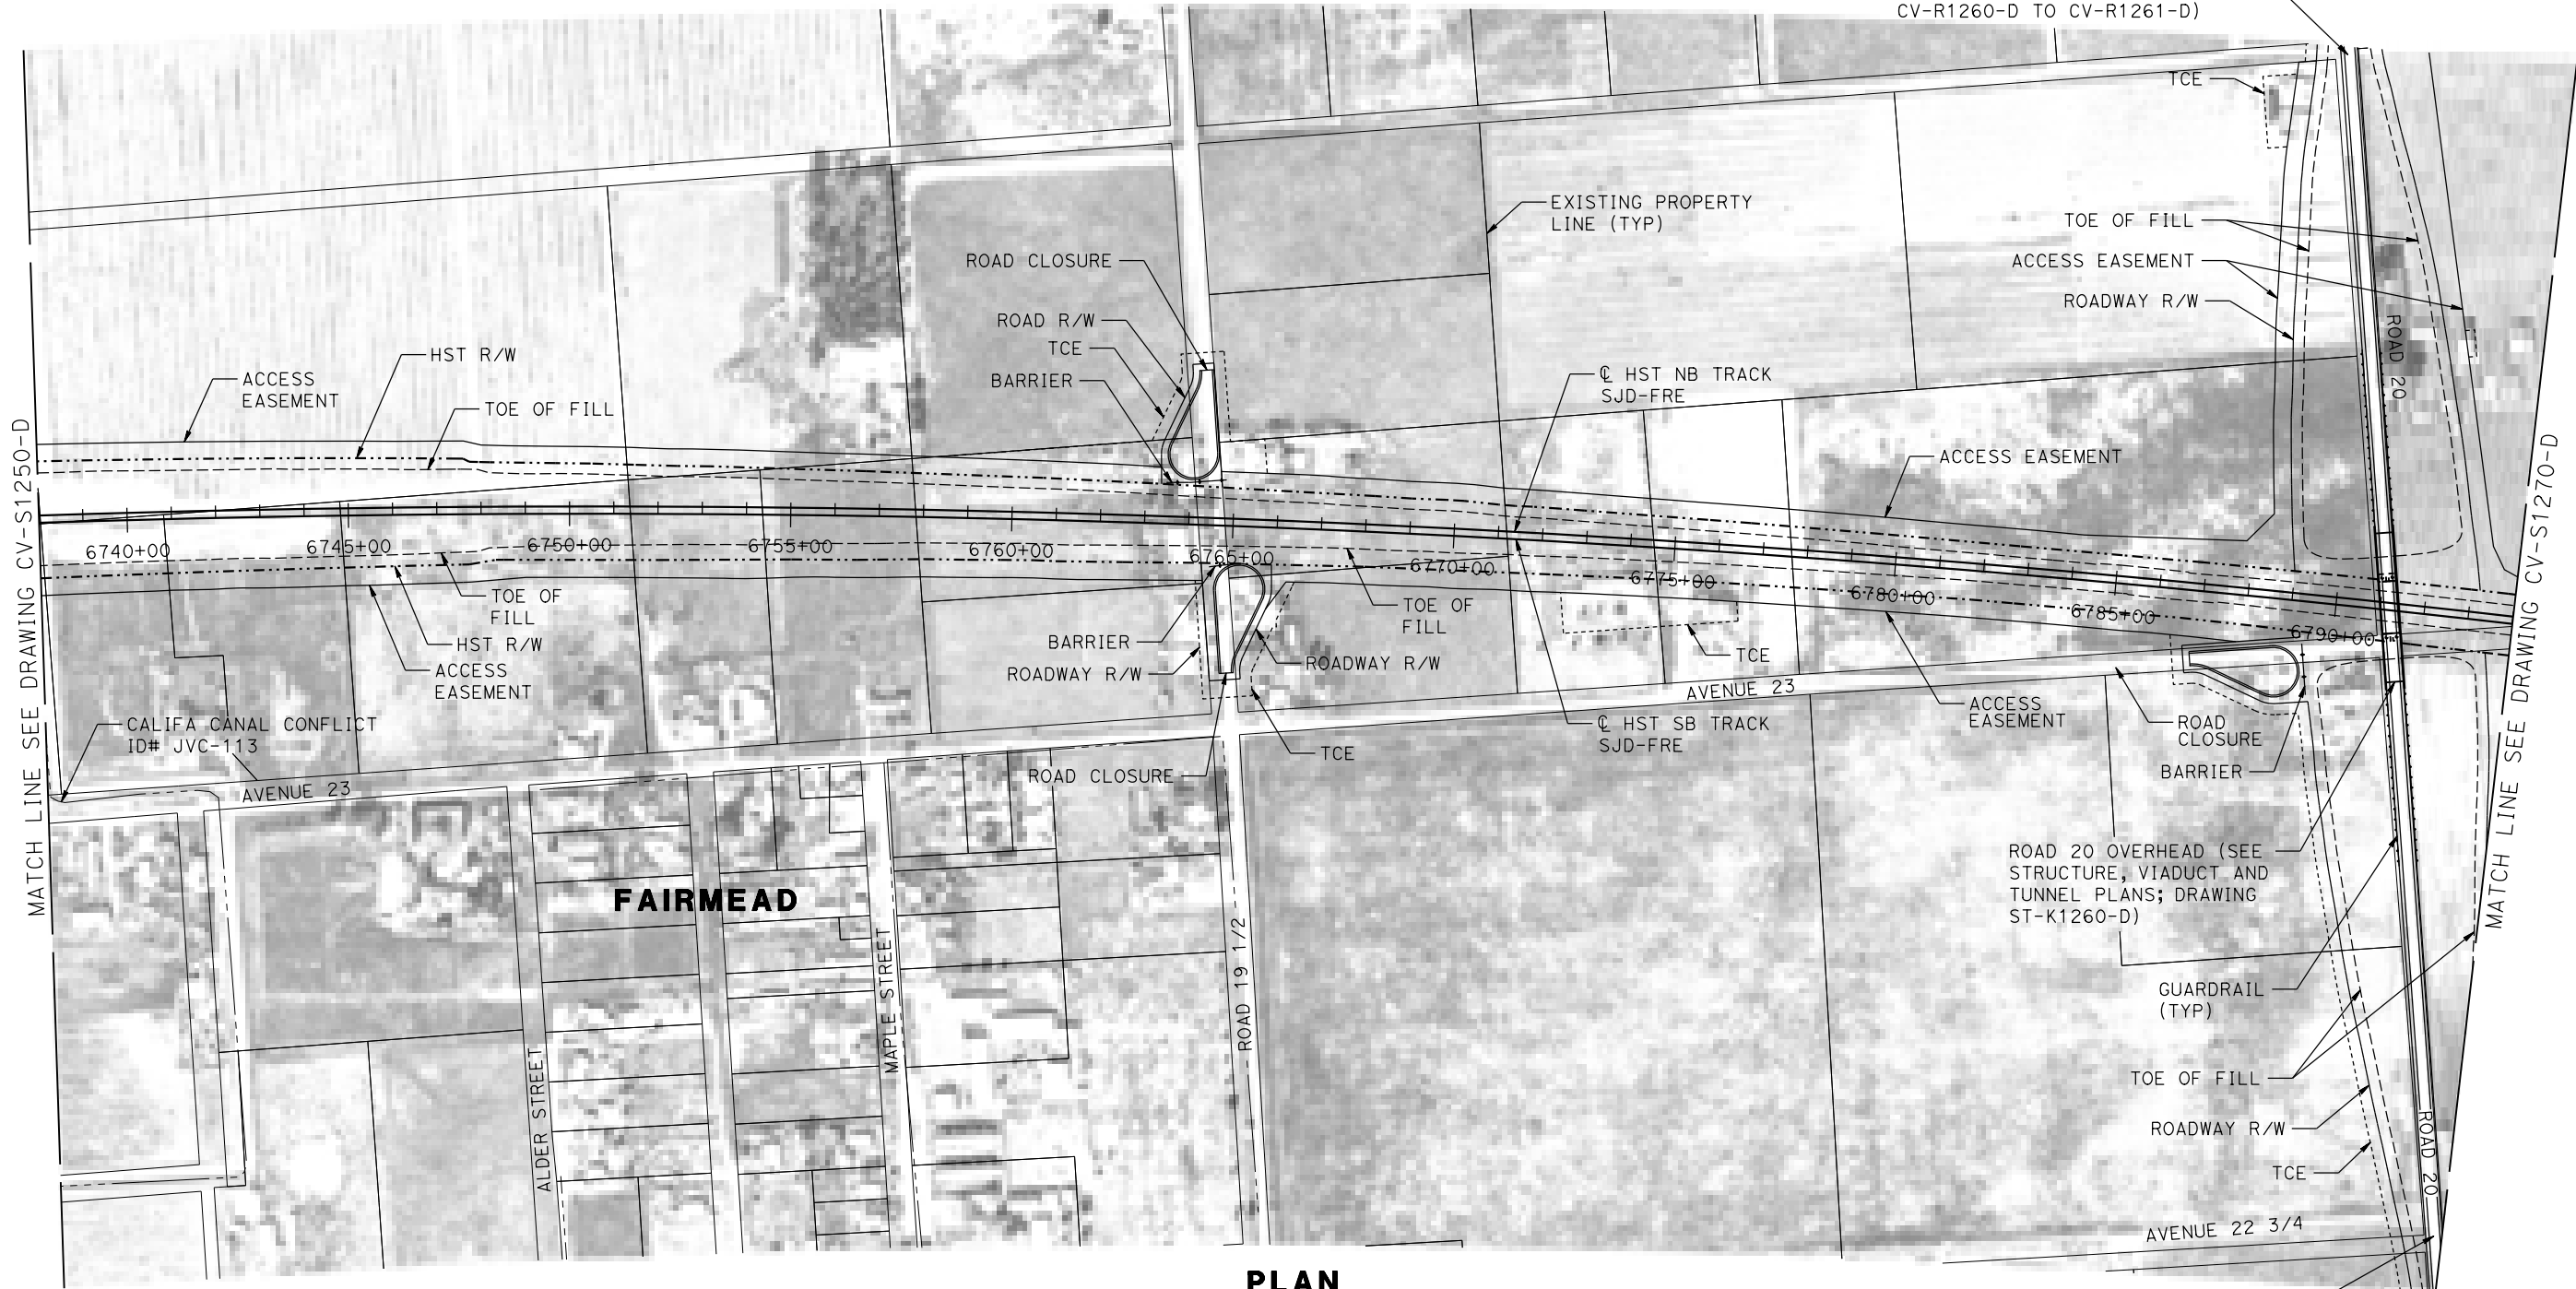 CV-R1260-D TO CV-R1261-D)
TCE
EXISTING PROPERTY
LINE (TYP)
TOE OF FILL
ACCESS EASEMENT
ROADWAY R/W
ROAD CLOSURE
ROAD R/W
TCE
BARRIER
HST R/W
ACCESS
EASEMENT
TOE OF FILL
℄ HST NB TRACK
SJD-FRE
ROAD 20
ACCESS EASEMENT
MATCH LINE SEE DRAWING CV-S1250-D
MATCH LINE SEE DRAWING CV-S1270-D
6740+00
6745+00
6750+00
6755+00
6760+00
6765+00
6770+00
6775+00
6780+00
6785+00
6790+00
TOE OF
FILL
HST R/W
ACCESS
EASEMENT
BARRIER
ROADWAY R/W
TOE OF
FILL
ROADWAY R/W
TCE
AVENUE 23
℄ HST SB TRACK
SJD-FRE
ACCESS
EASEMENT
ROAD
CLOSURE
BARRIER
CALIFA CANAL CONFLICT
ID# JVC-113
AVENUE 23
ROAD CLOSURE
TCE
FAIRMEAD
ALDER STREET
MAPLE STREET
ROAD 19 1/2
ROAD 20 OVERHEAD (SEE
STRUCTURE, VIADUCT AND
TUNNEL PLANS; DRAWING
ST-K1260-D)
GUARDRAIL
(TYP)
TOE OF FILL
ROADWAY R/W
TCE
ROAD 20
AVENUE 22 3/4
PLAN